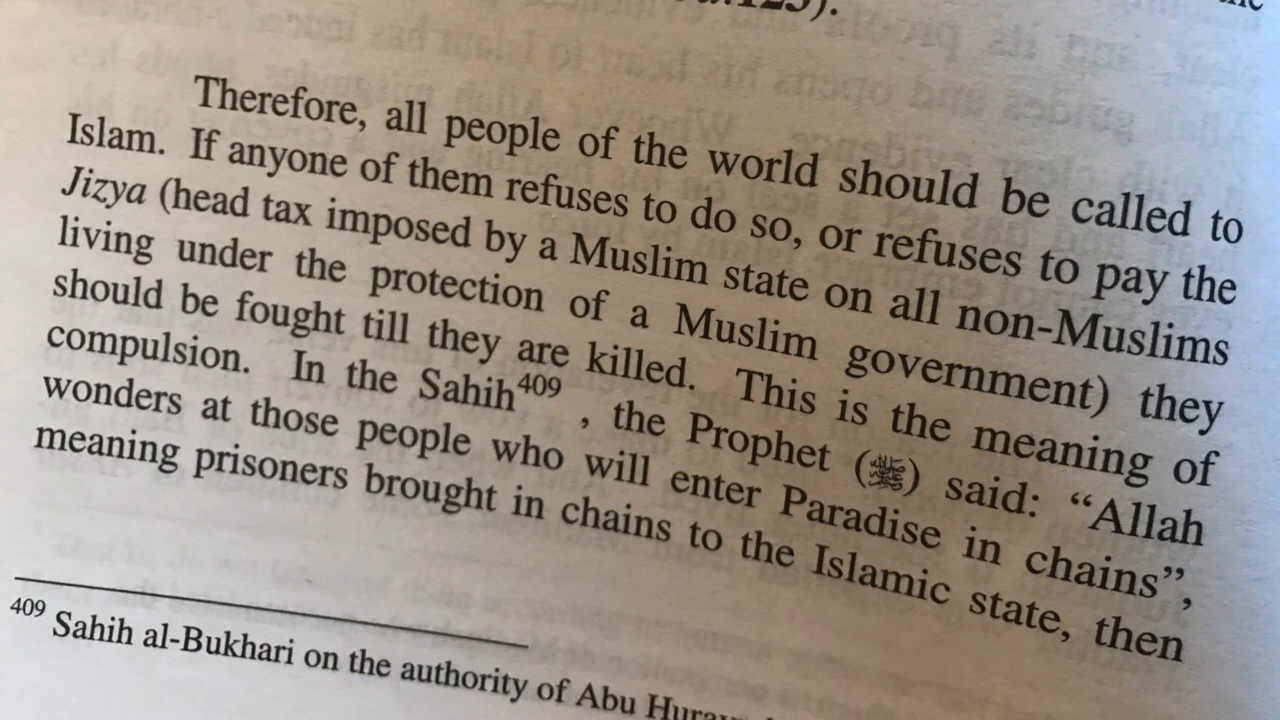 Therefore, all people of the world should be called to
Islam. If anyone of them refuses to do so, or refuses to pay the
Jizya (head tax imposed by a Muslim state on all non-Muslims
living under the protection of a Muslim government) they
should be fought till they are killed. This is the meaning of
compulsion. In the Sahih409 , the Prophet (ﷺ) said: “Allah
wonders at those people who will enter Paradise in chains”,
meaning prisoners brought in chains to the Islamic state, then
409 Sahih al-Bukhari on the authority of Abu